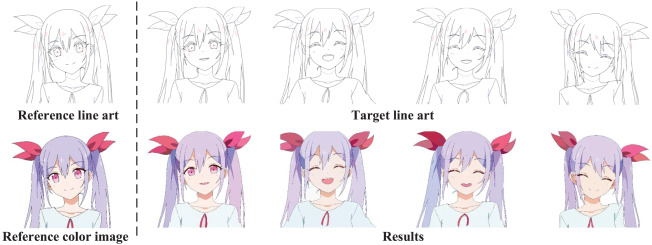 Reference line art
Target line art
Reference color image
Results